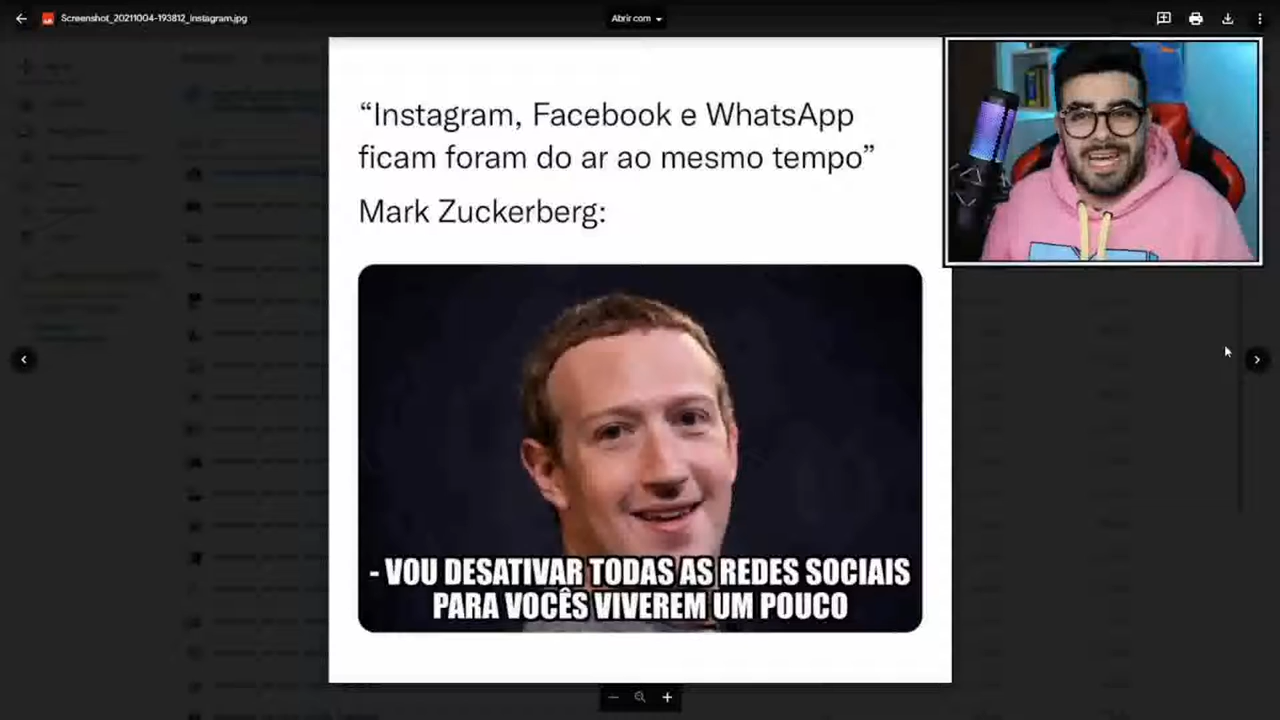 Screenshot_20211004-193812_Instagram.jpg
Abrir com
“Instagram, Facebook e WhatsApp
ficam foram do ar ao mesmo tempo”
Mark Zuckerberg:
- VOU DESATIVAR TODAS AS REDES SOCIAIS
PARA VOCÊS VIVEREM UM POUCO